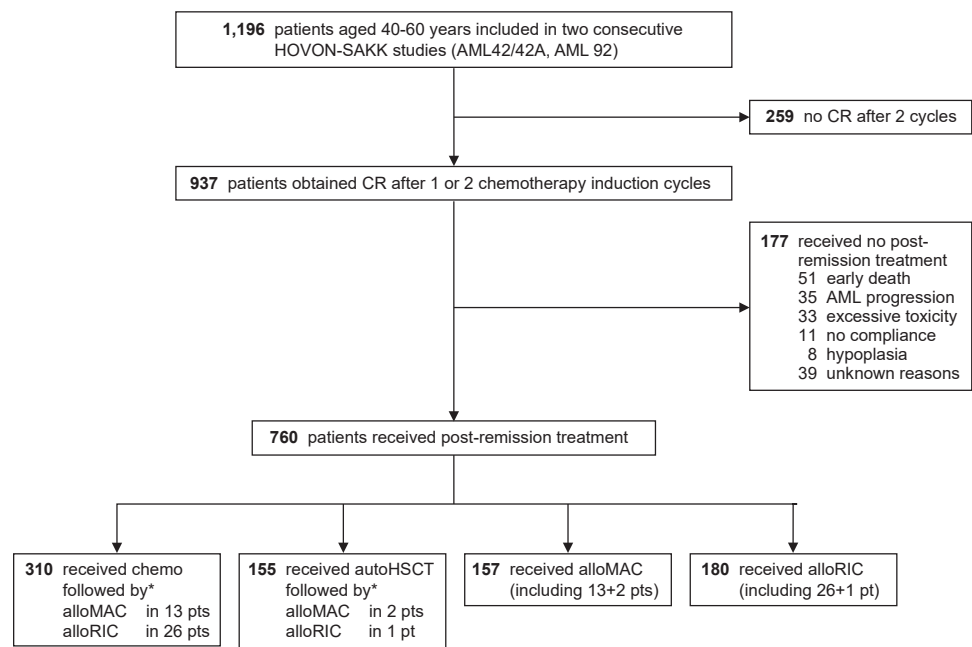 1,196 patients aged 40-60 years included in two consecutive
HOVON-SAKK studies (AML42/42A, AML 92)
259 no CR after 2 cycles
937 patients obtained CR after 1 or 2 chemotherapy induction cycles
177 received no post-
remission treatment
51 early death
35 AML progression
33 excessive toxicity
11 no compliance
8 hypoplasia
39 unknown reasons
760 patients received post-remission treatment
310 received chemo
followed by*
alloMAC in 13 pts
alloRIC in 26 pts
155 received autoHSCT
followed by*
alloMAC in 2 pts
alloRIC in 1 pt
157 received alloMAC
(including 13+2 pts)
180 received alloRIC
(including 26+1 pt)